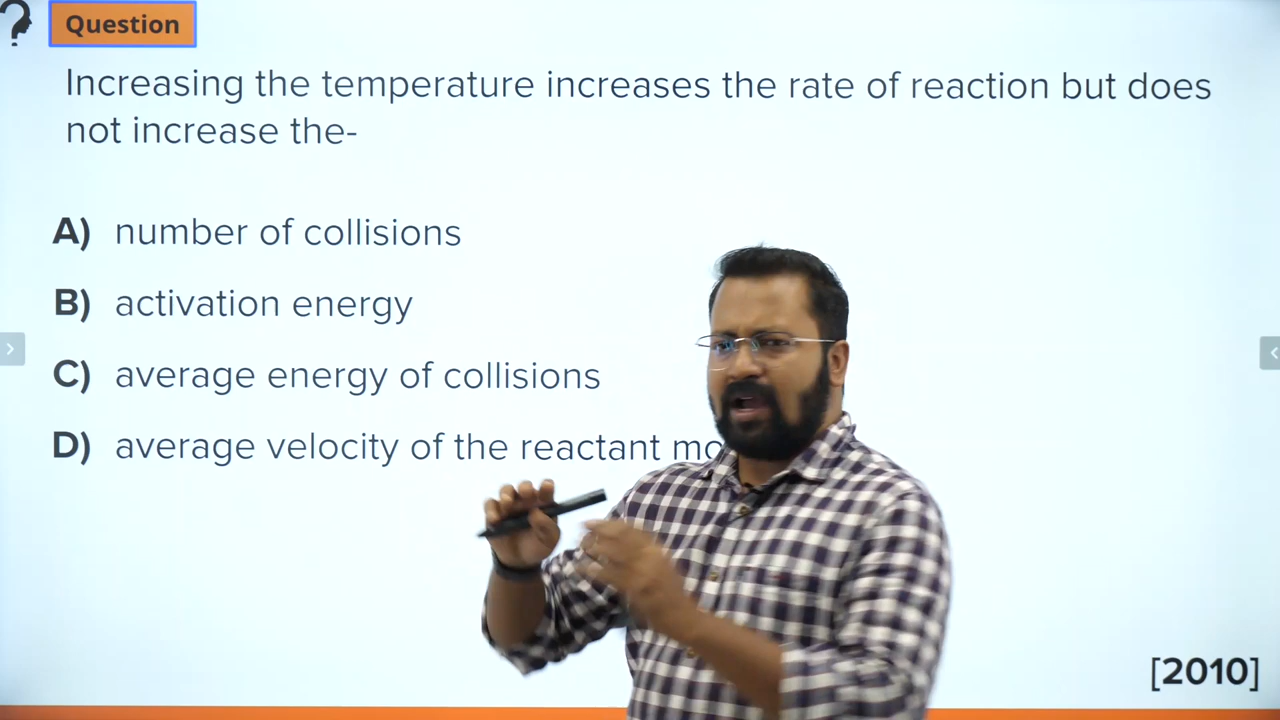 ?
Question
Increasing the temperature increases the rate of reaction but does
not increase the-
A) number of collisions
B) activation energy
C) average energy of collisions
D) average velocity of the reactant
[2010]